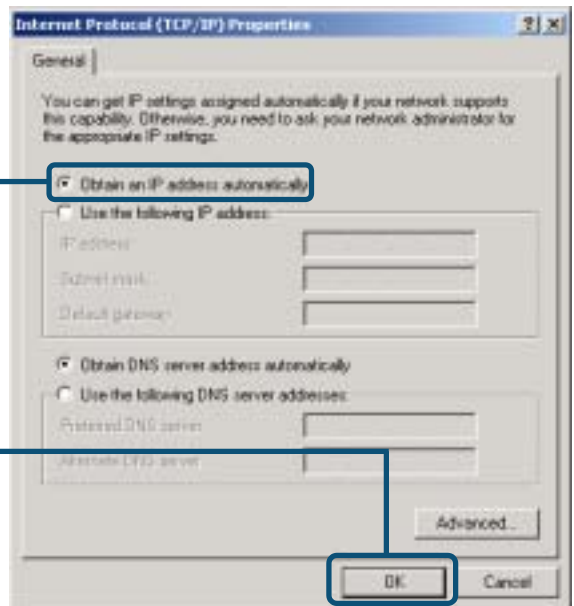 Internet Protocol (TCP/IP) Properties
General
You can get IP settings assigned automatically if your network supports
this capability. Otherwise, you need to ask your network administrator for
the appropriate IP settings.
Obtain an IP address automatically
Use the following IP address:
IP address:
Subnet mask:
Default gateway:
Obtain DNS server address automatically
Use the following DNS server addresses:
Preferred DNS server:
Alternate DNS server:
Advanced...
OK
Cancel